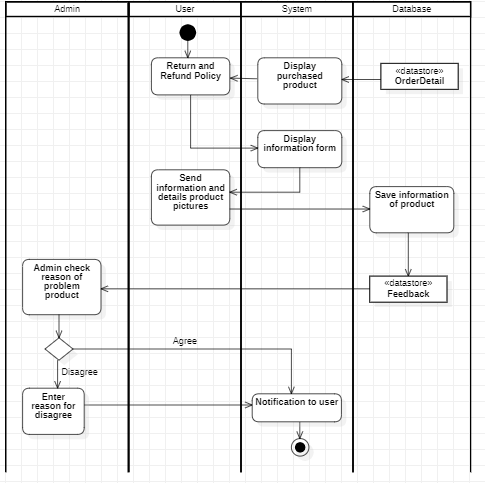 Admin
User
System
Database
Return and
Refund Policy
Display
purchased
product
«datastore»
OrderDetail
Display
information form
Send
information and
details product
pictures
Save information
of product
Admin check
reason of
problem
product
«datastore»
Feedback
Agree
Disagree
Enter
reason for
disagree
Notification to user